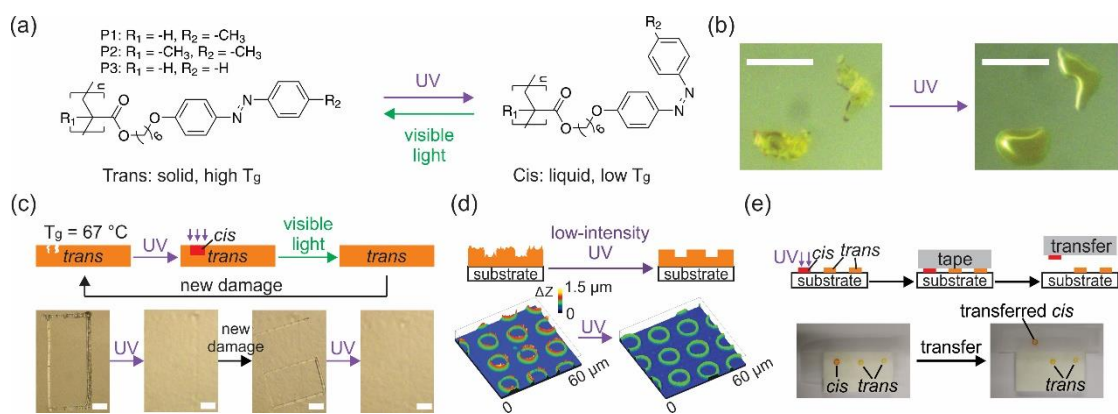 (a)
P1: R1 = -H, R2 = -CH3
P2: R1 = -CH3, R2 = -CH3
P3: R1 = -H, R2 = -H
n
R1
O
O
6
O
N
N
R2
Trans: solid, high Tg
UV
visible
light
R2
n
R1
O
O
6
O
N
N
Cis: liquid, low Tg
(b)
UV
(c)
Tg = 67 °C
trans
UV
cis
trans
visible
light
trans
new damage
UV
new
damage
UV
(d)
low-intensity
UV
substrate
substrate
ΔZ
1.5 μm
0
UV
60 μm
0
60 μm
0
(e)
UV
cis
trans
substrate
tape
substrate
transfer
substrate
transferred cis
cis
trans
transfer
trans